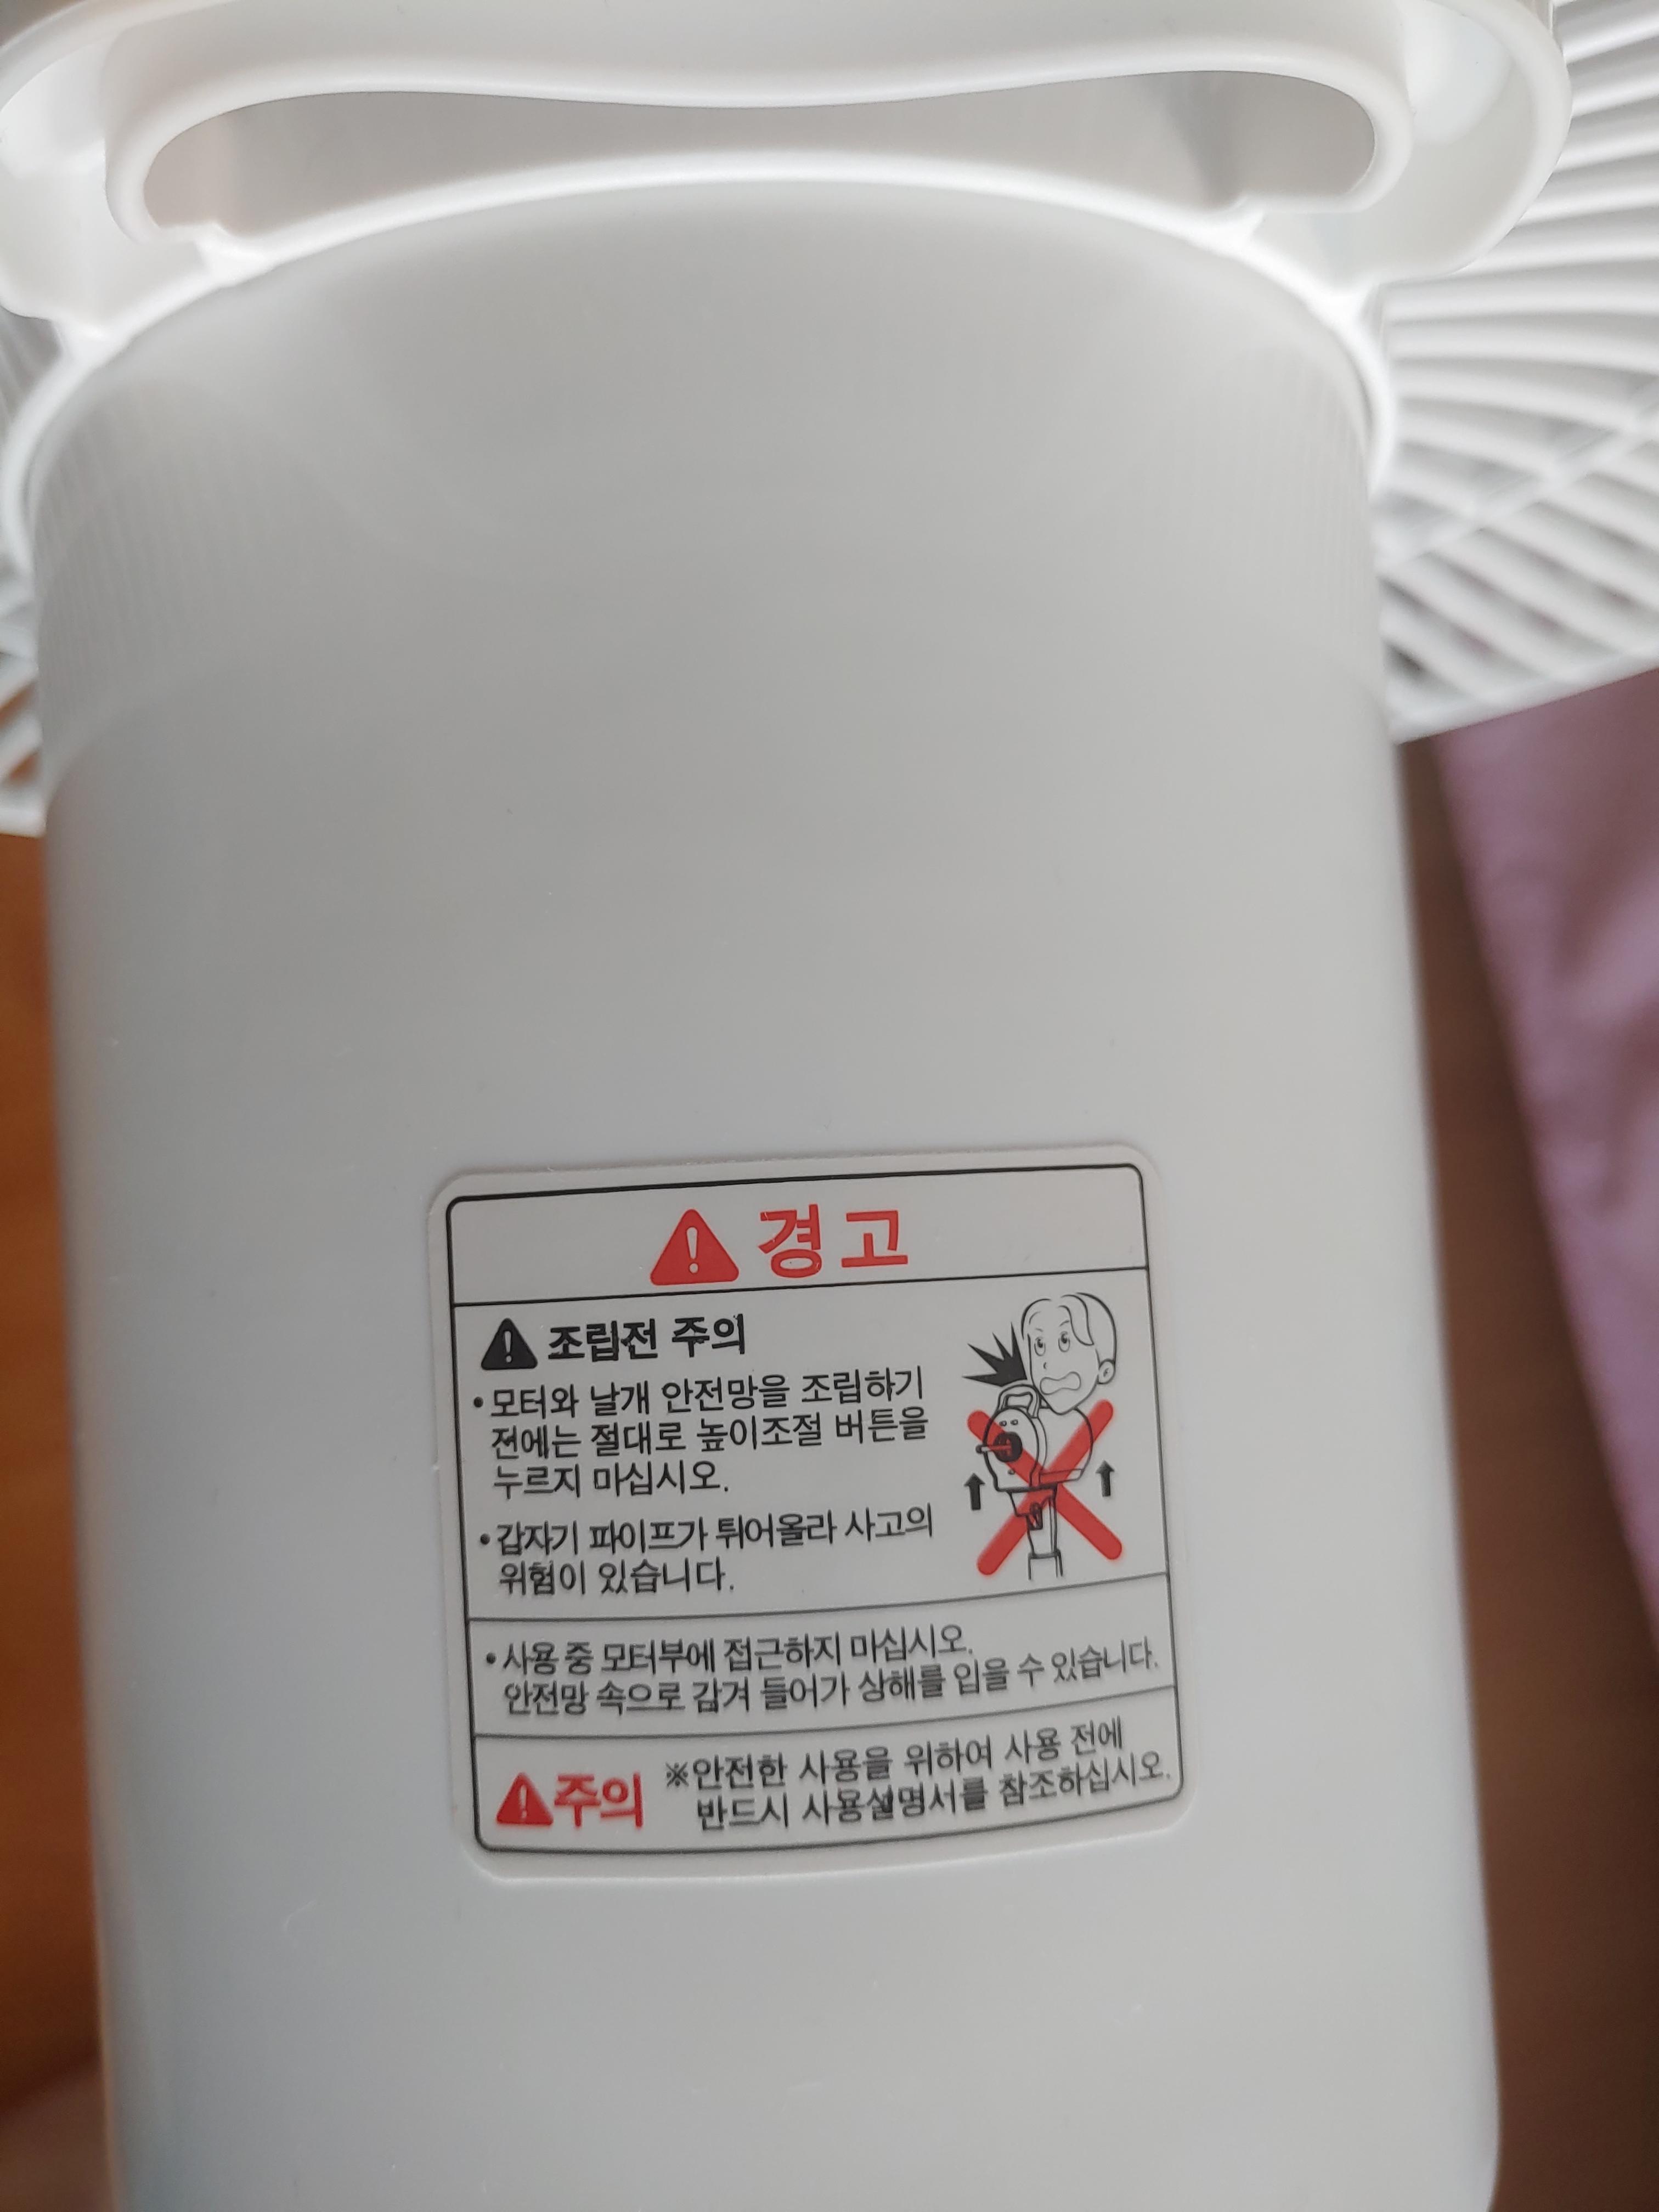 경고
조립전 주의
•모터와 날개 안전망을 조립하기
전에는 절대로 높이조절 버튼을
누르지 마십시오.
•갑자기 파이프가 튀어올라 사고의
위험이 있습니다.
•사용 중 모터부에 접근하지 마십시오.
안전망 속으로 감겨 들어가 상해를 입을 수 있습니다.
주의
※안전한 사용을 위하여 사용 전에
반드시 사용설명서를 참조하십시오.